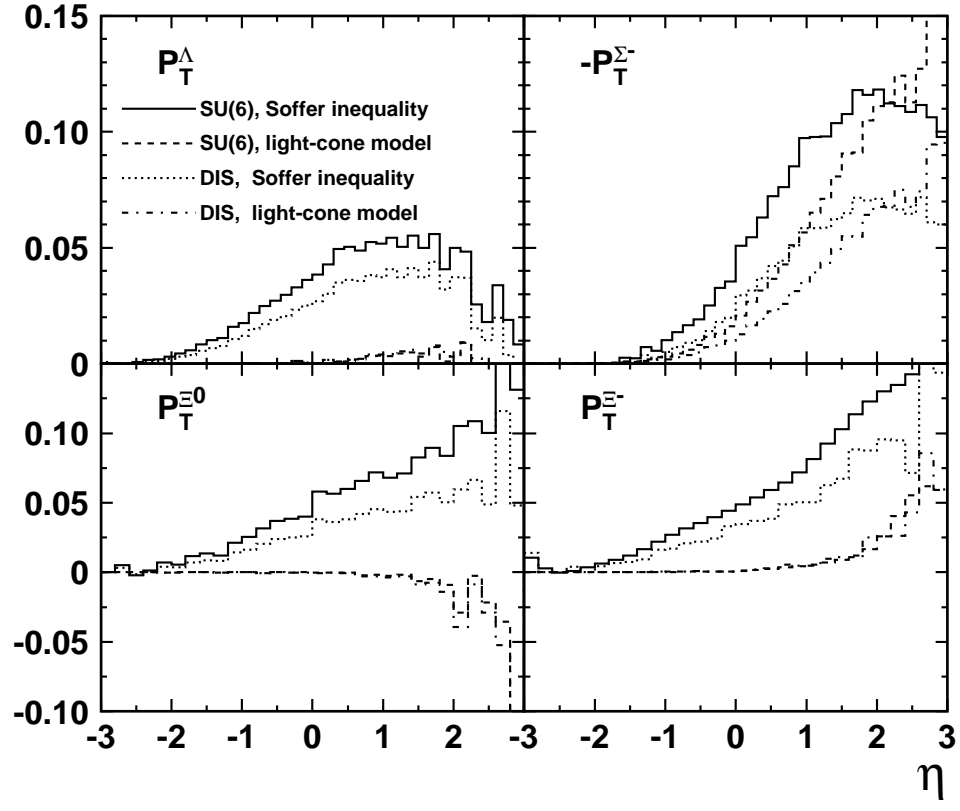 0.15
0.10
0.05
0
P_T^Λ
SU(6), Soffer inequality
SU(6), light-cone model
DIS, Soffer inequality
DIS, light-cone model
-P_T^Σ-
0.10
0.05
0
-0.05
-0.10
P_T^Ξ0
P_T^Ξ-
-3 -2 -1 0 1 2 -3 -2 -1 0 1 2 3
η